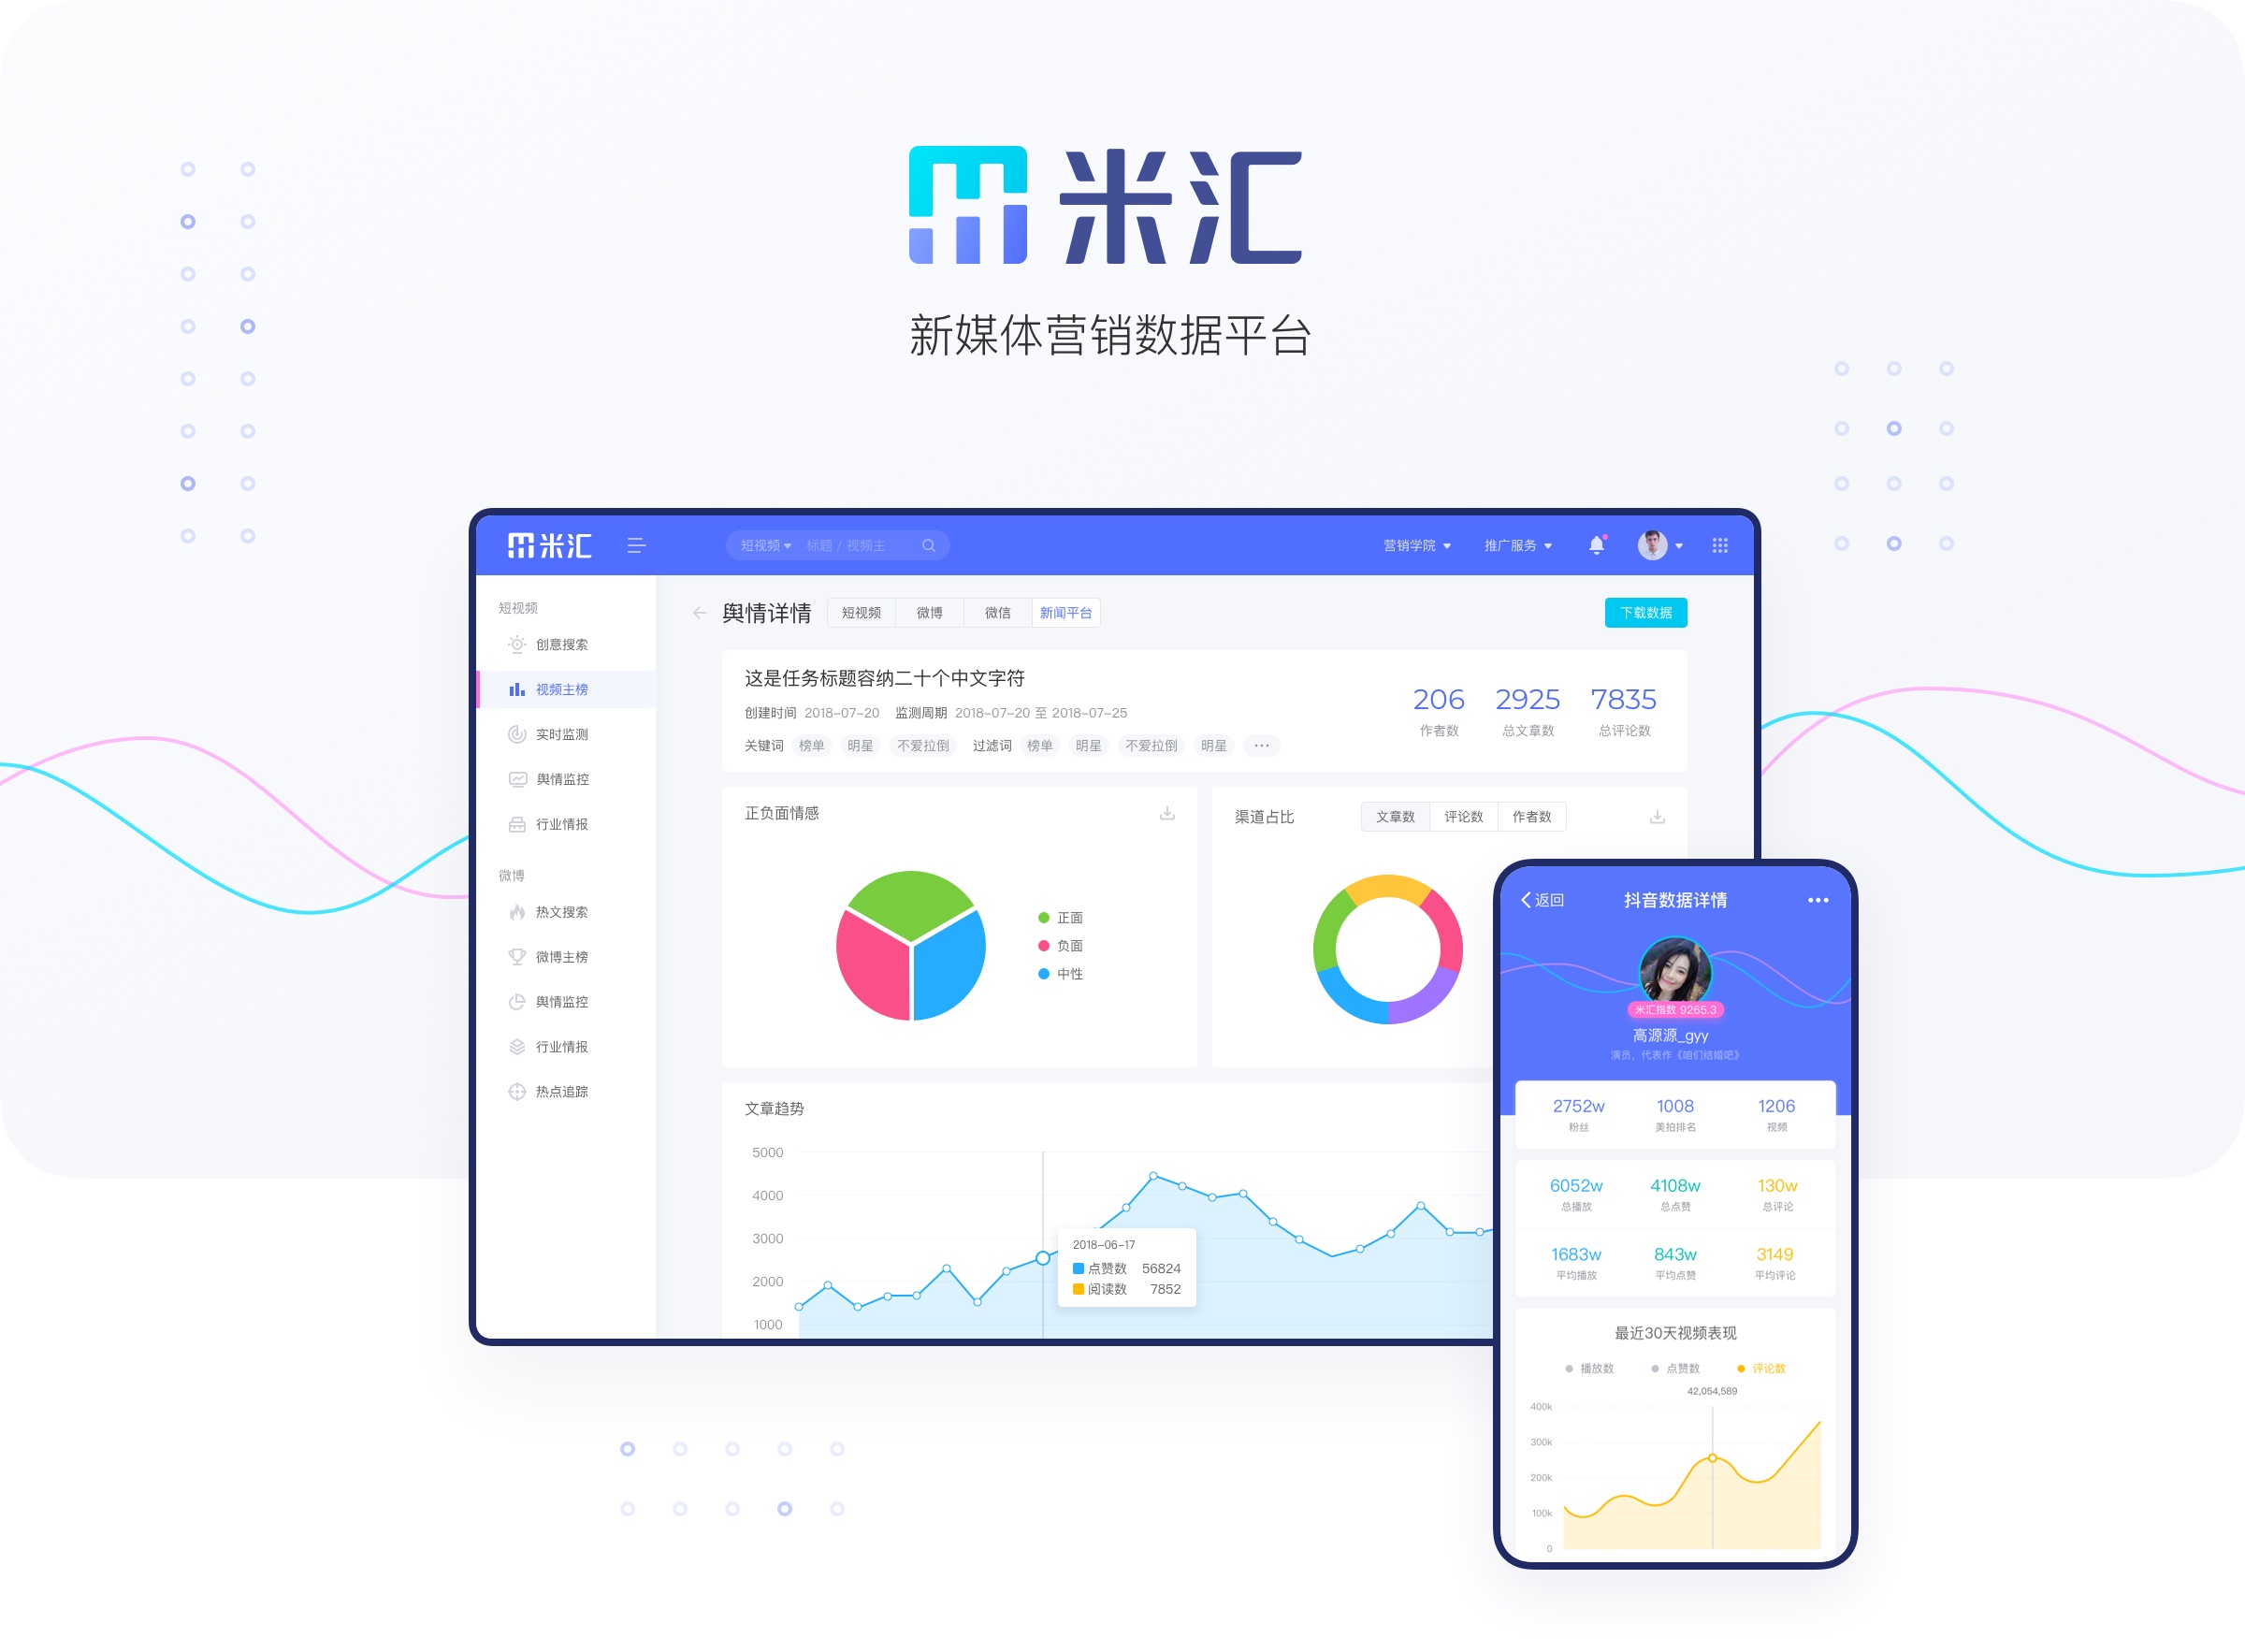 米汇
新媒体营销数据平台
米汇
短视频 标题 / 视频主
营销学院 推广服务
短视频
创意搜索
视频主榜
实时监测
舆情监控
行业情报
微博
热文搜索
微博主榜
舆情监控
行业情报
热点追踪
舆情详情 短视频 微博 微信 新闻平台 下载数据
这是任务标题容纳二十个中文字符
创建时间 2018-07-20 监测周期 2018-07-20 至 2018-07-25
关键词 榜单 明星 不爱拉倒 过滤词 榜单 明星 不爱拉倒 明星 ···
206 2925 7835
作者数 总文章数 总评论数
正负面情感
正面
负面
中性
渠道占比 文章数 评论数 作者数
文章趋势
5000
4000
3000
2000
1000
2018-06-17
点赞数 56824
阅读数 7852
返回 抖音数据详情
米汇指数 9265.3
高源源_gyy
演员，代表作《咱们结婚吧》
2752w 1008 1206
粉丝 美拍排名 视频
6052w 4108w 130w
总播放 总点赞 总评论
1683w 843w 3149
平均播放 平均点赞 平均评论
最近30天视频表现
播放数 点赞数 评论数
42,054,589
400k
300k
200k
100k
0